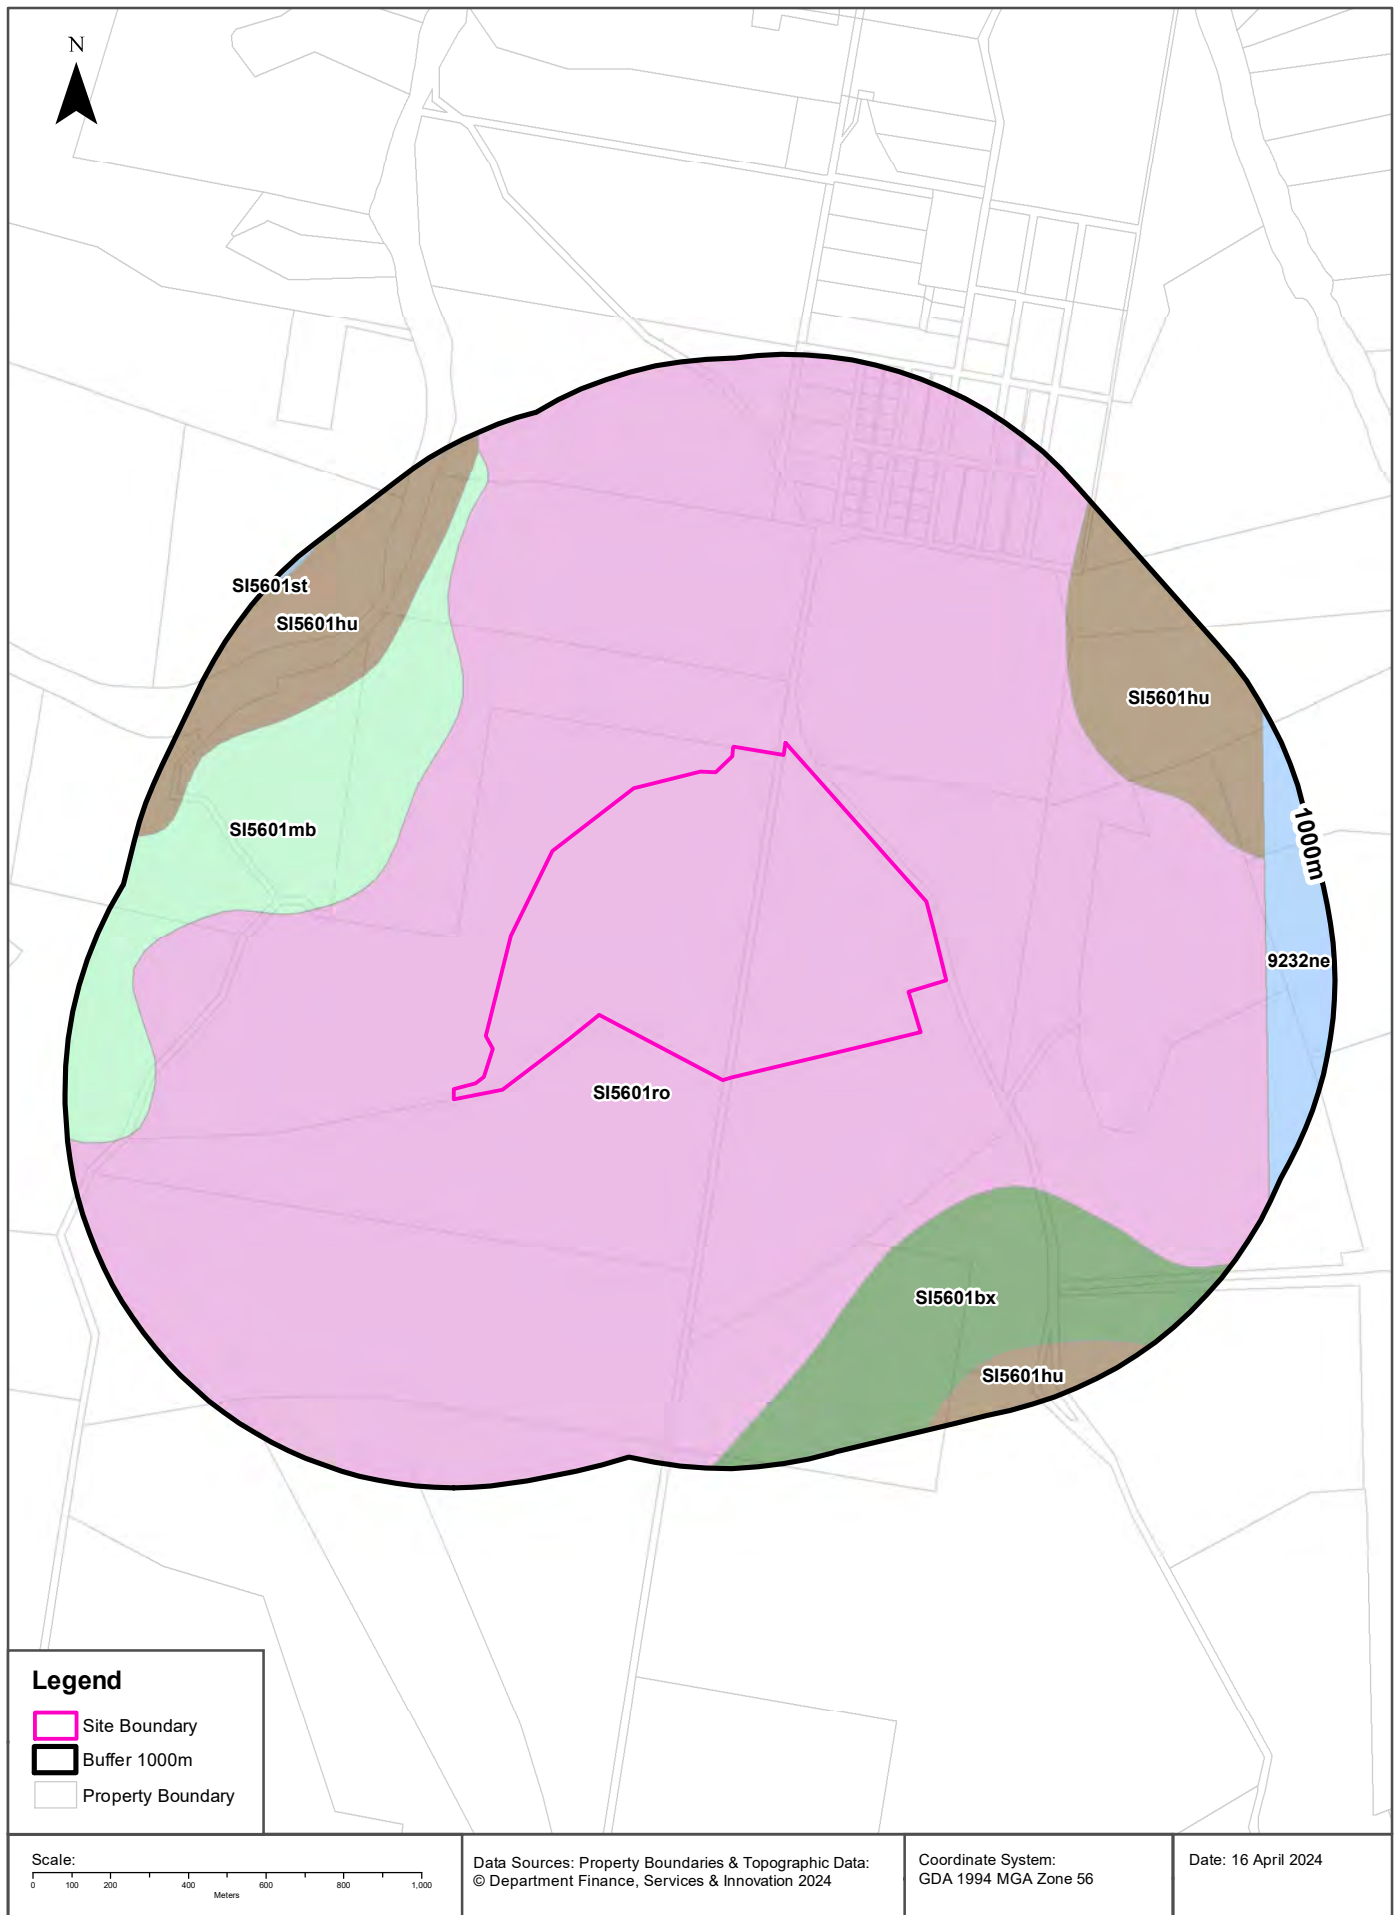 N
SI5601st
SI5601hu
SI5601hu
SI5601mb
1000m
9232ne
SI5601ro
SI5601bx
SI5601hu
Legend
Site Boundary
Buffer 1000m
Property Boundary
Scale:
0 100 200 400 600 800 1,000
Meters
Data Sources: Property Boundaries & Topographic Data:
© Department Finance, Services & Innovation 2024
Coordinate System:
GDA 1994 MGA Zone 56
Date: 16 April 2024